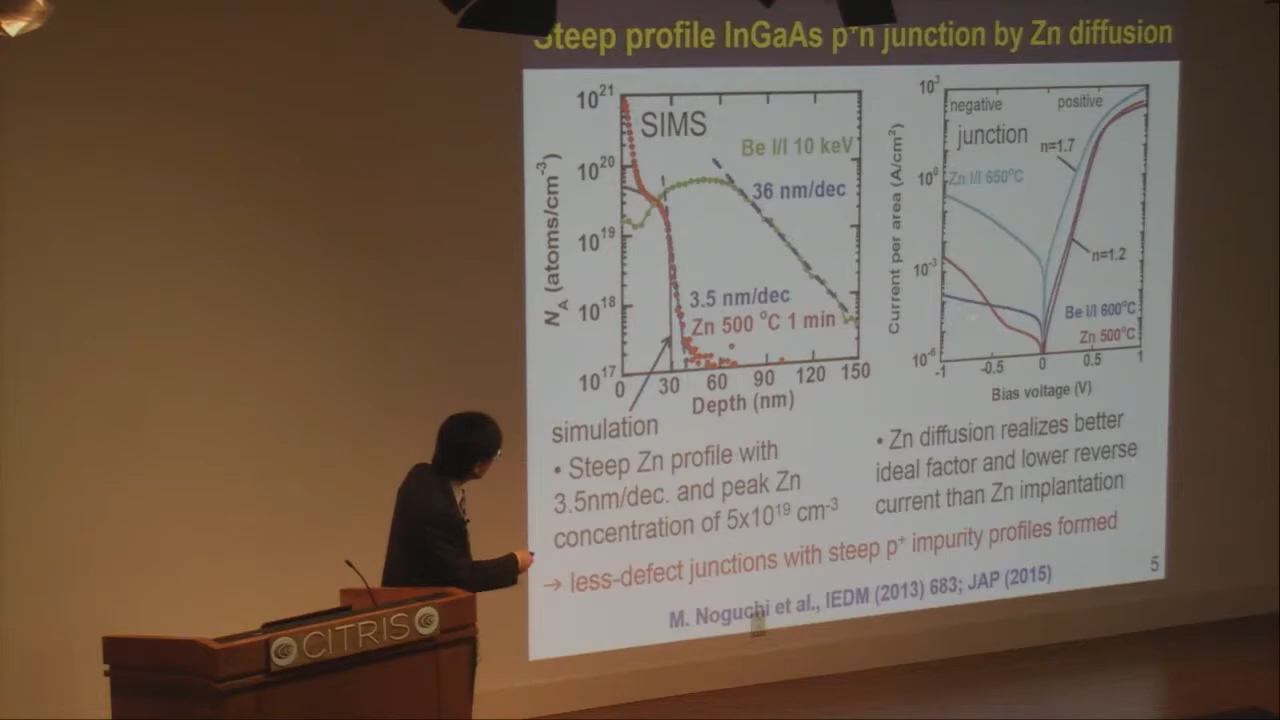 Steep profile InGaAs p⁺n junction by Zn diffusion
10²¹
10²⁰
10¹⁹
10¹⁸
10¹⁷
N_A (atoms/cm⁻³)
SIMS
Be I/I 10 keV
36 nm/dec
3.5 nm/dec
Zn 500 °C 1 min
0 30 60 90 120 150
Depth (nm)
simulation
10³
10⁰
10⁻³
10⁻⁶
Current per area (A/cm²)
negative positive
junction
n=1.7
Zn I/I 650°C
n=1.2
Be I/I 600°C
Zn 500°C
-1 -0.5 0 0.5 1
Bias voltage (V)
• Steep Zn profile with
3.5nm/dec. and peak Zn
concentration of 5x10¹⁹ cm⁻³
• Zn diffusion realizes better
ideal factor and lower reverse
current than Zn implantation
→ less-defect junctions with steep p⁺ impurity profiles formed
M. Noguchi et al., IEDM (2013) 683; JAP (2015)
5
CITRIS